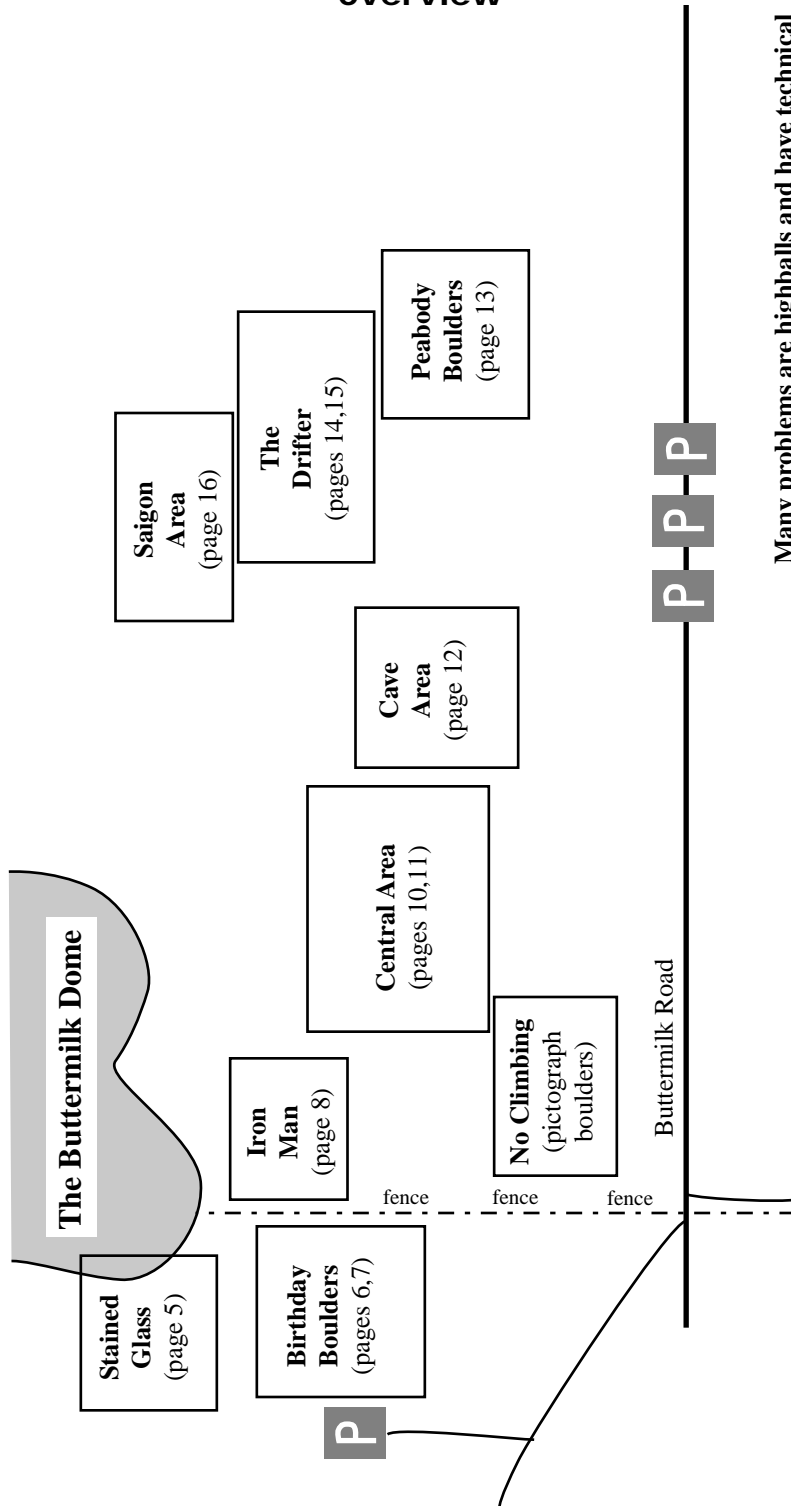 overview
The Buttermilk Dome
Stained
Glass
(page 5)
Birthday
Boulders
(pages 6,7)
P
Iron
Man
(page 8)
fence
fence
fence
No Climbing
(pictograph
boulders)
Central Area
(pages 10,11)
Cave
Area
(page 12)
Saigon
Area
(page 16)
The
Drifter
(pages 14,15)
Peabody
Boulders
(page 13)
Buttermilk Road
P
P
P
Many problems are highballs and have technical